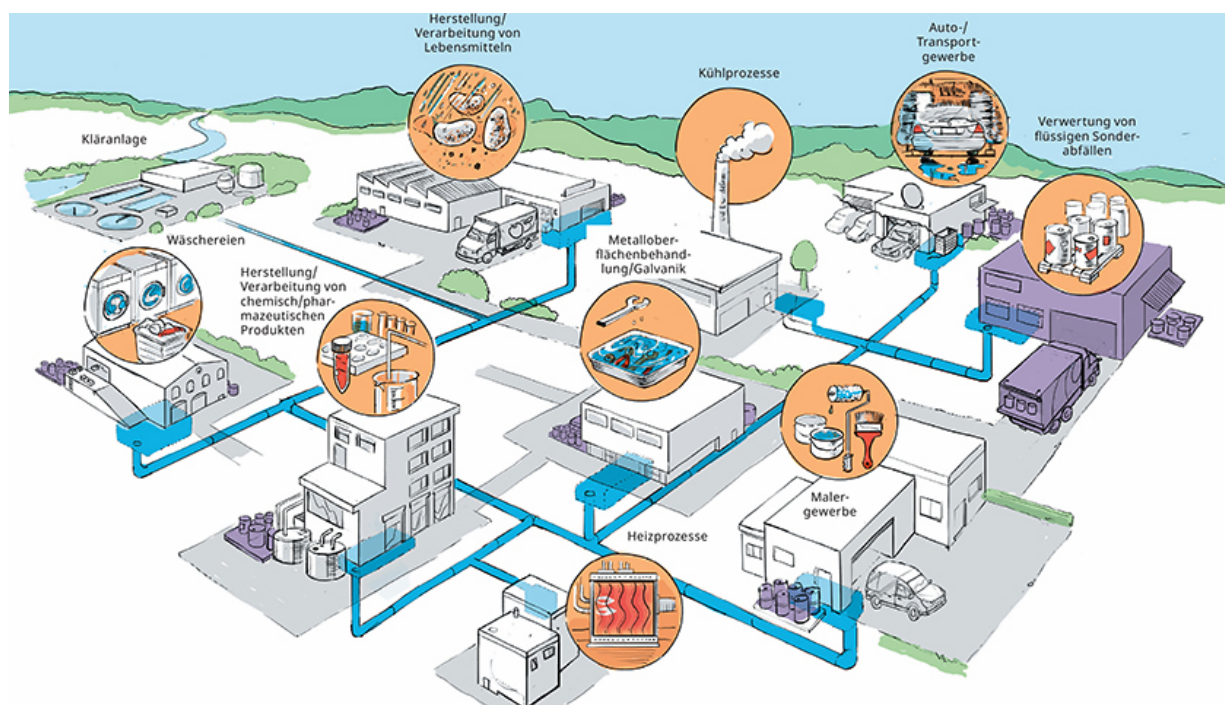 Herstellung/
Verarbeitung von
Lebensmitteln
Auto-/
Transport-
gewerbe
Kühlprozesse
Verwertung von
flüssigen Sonder-
abfällen
Kläranlage
Wäschereien
Herstellung/
Verarbeitung von
chemisch/phar-
mazeutischen
Produkten
Metallober-
flächenbehand-
lung/Galvanik
Maler-
gewerbe
Heizprozesse